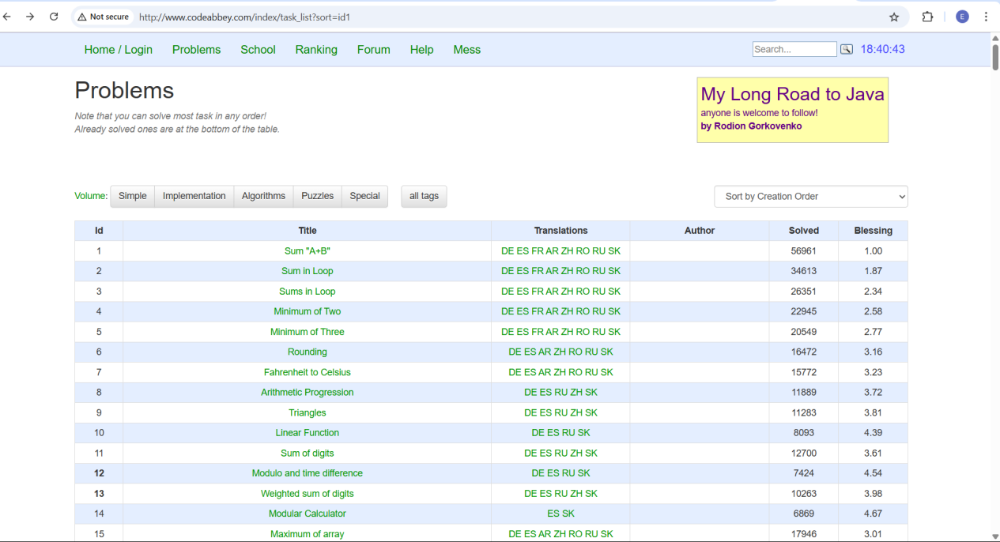 Not secure
http://www.codeabbey.com/index/task_list?sort=id1
E
Home / Login Problems School Ranking Forum Help Mess Search... 18:40:43
Problems
Note that you can solve most task in any order!
Already solved ones are at the bottom of the table.
My Long Road to Java
anyone is welcome to follow!
by Rodion Gorkovenko
Volume: Simple Implementation Algorithms Puzzles Special all tags Sort by Creation Order
Id Title Translations Author Solved Blessing
1 Sum "A+B" DE ES FR AR ZH RO RU SK 56961 1.00
2 Sum in Loop DE ES FR AR ZH RO RU SK 34613 1.87
3 Sums in Loop DE ES FR AR ZH RO RU SK 26351 2.34
4 Minimum of Two DE ES FR AR ZH RO RU SK 22945 2.58
5 Minimum of Three DE ES FR AR ZH RO RU SK 20549 2.77
6 Rounding DE ES AR ZH RO RU SK 16472 3.16
7 Fahrenheit to Celsius DE ES AR ZH RO RU SK 15772 3.23
8 Arithmetic Progression DE ES RU ZH SK 11889 3.72
9 Triangles DE ES RU ZH SK 11283 3.81
10 Linear Function DE ES RU SK 8093 4.39
11 Sum of digits DE ES RU ZH SK 12700 3.61
12 Modulo and time difference DE ES RU SK 7424 4.54
13 Weighted sum of digits DE ES RU ZH SK 10263 3.98
14 Modular Calculator ES SK 6869 4.67
15 Maximum of array DE ES AR ZH RO RU SK 17946 3.01